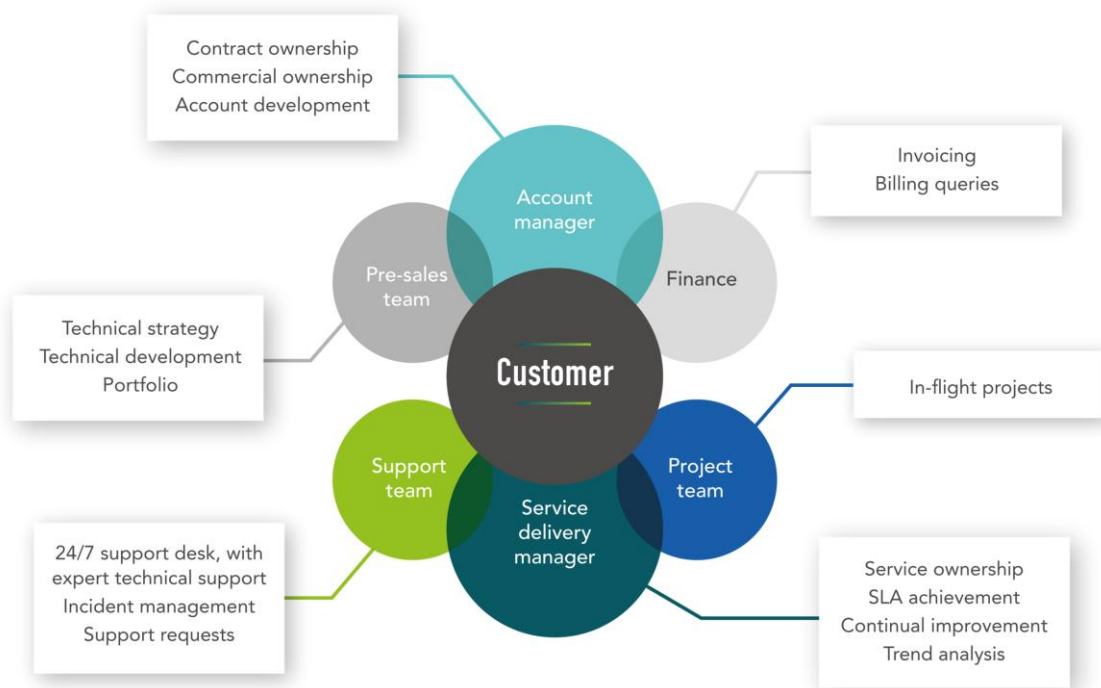 Contract ownership
Commercial ownership
Account development
Invoicing
Billing queries
Account
manager
Pre-sales
team
Finance
Technical strategy
Technical development
Portfolio
Customer
In-flight projects
Support
team
Project
team
Service
delivery
manager
24/7 support desk, with
expert technical support
Incident management
Support requests
Service ownership
SLA achievement
Continual improvement
Trend analysis